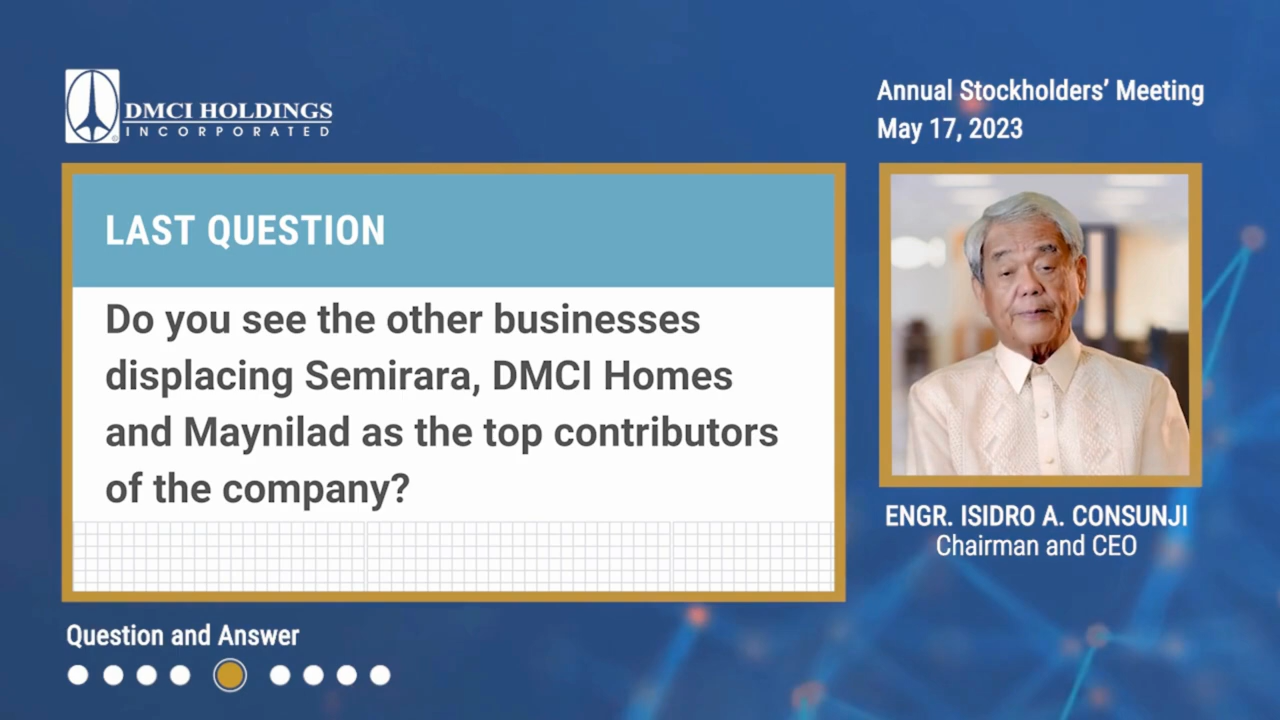 DMCI HOLDINGS
INCORPORATED
Annual Stockholders’ Meeting
May 17, 2023
LAST QUESTION
Do you see the other businesses
displacing Semirara, DMCI Homes
and Maynilad as the top contributors
of the company?
ENGR. ISIDRO A. CONSUNJI
Chairman and CEO
Question and Answer